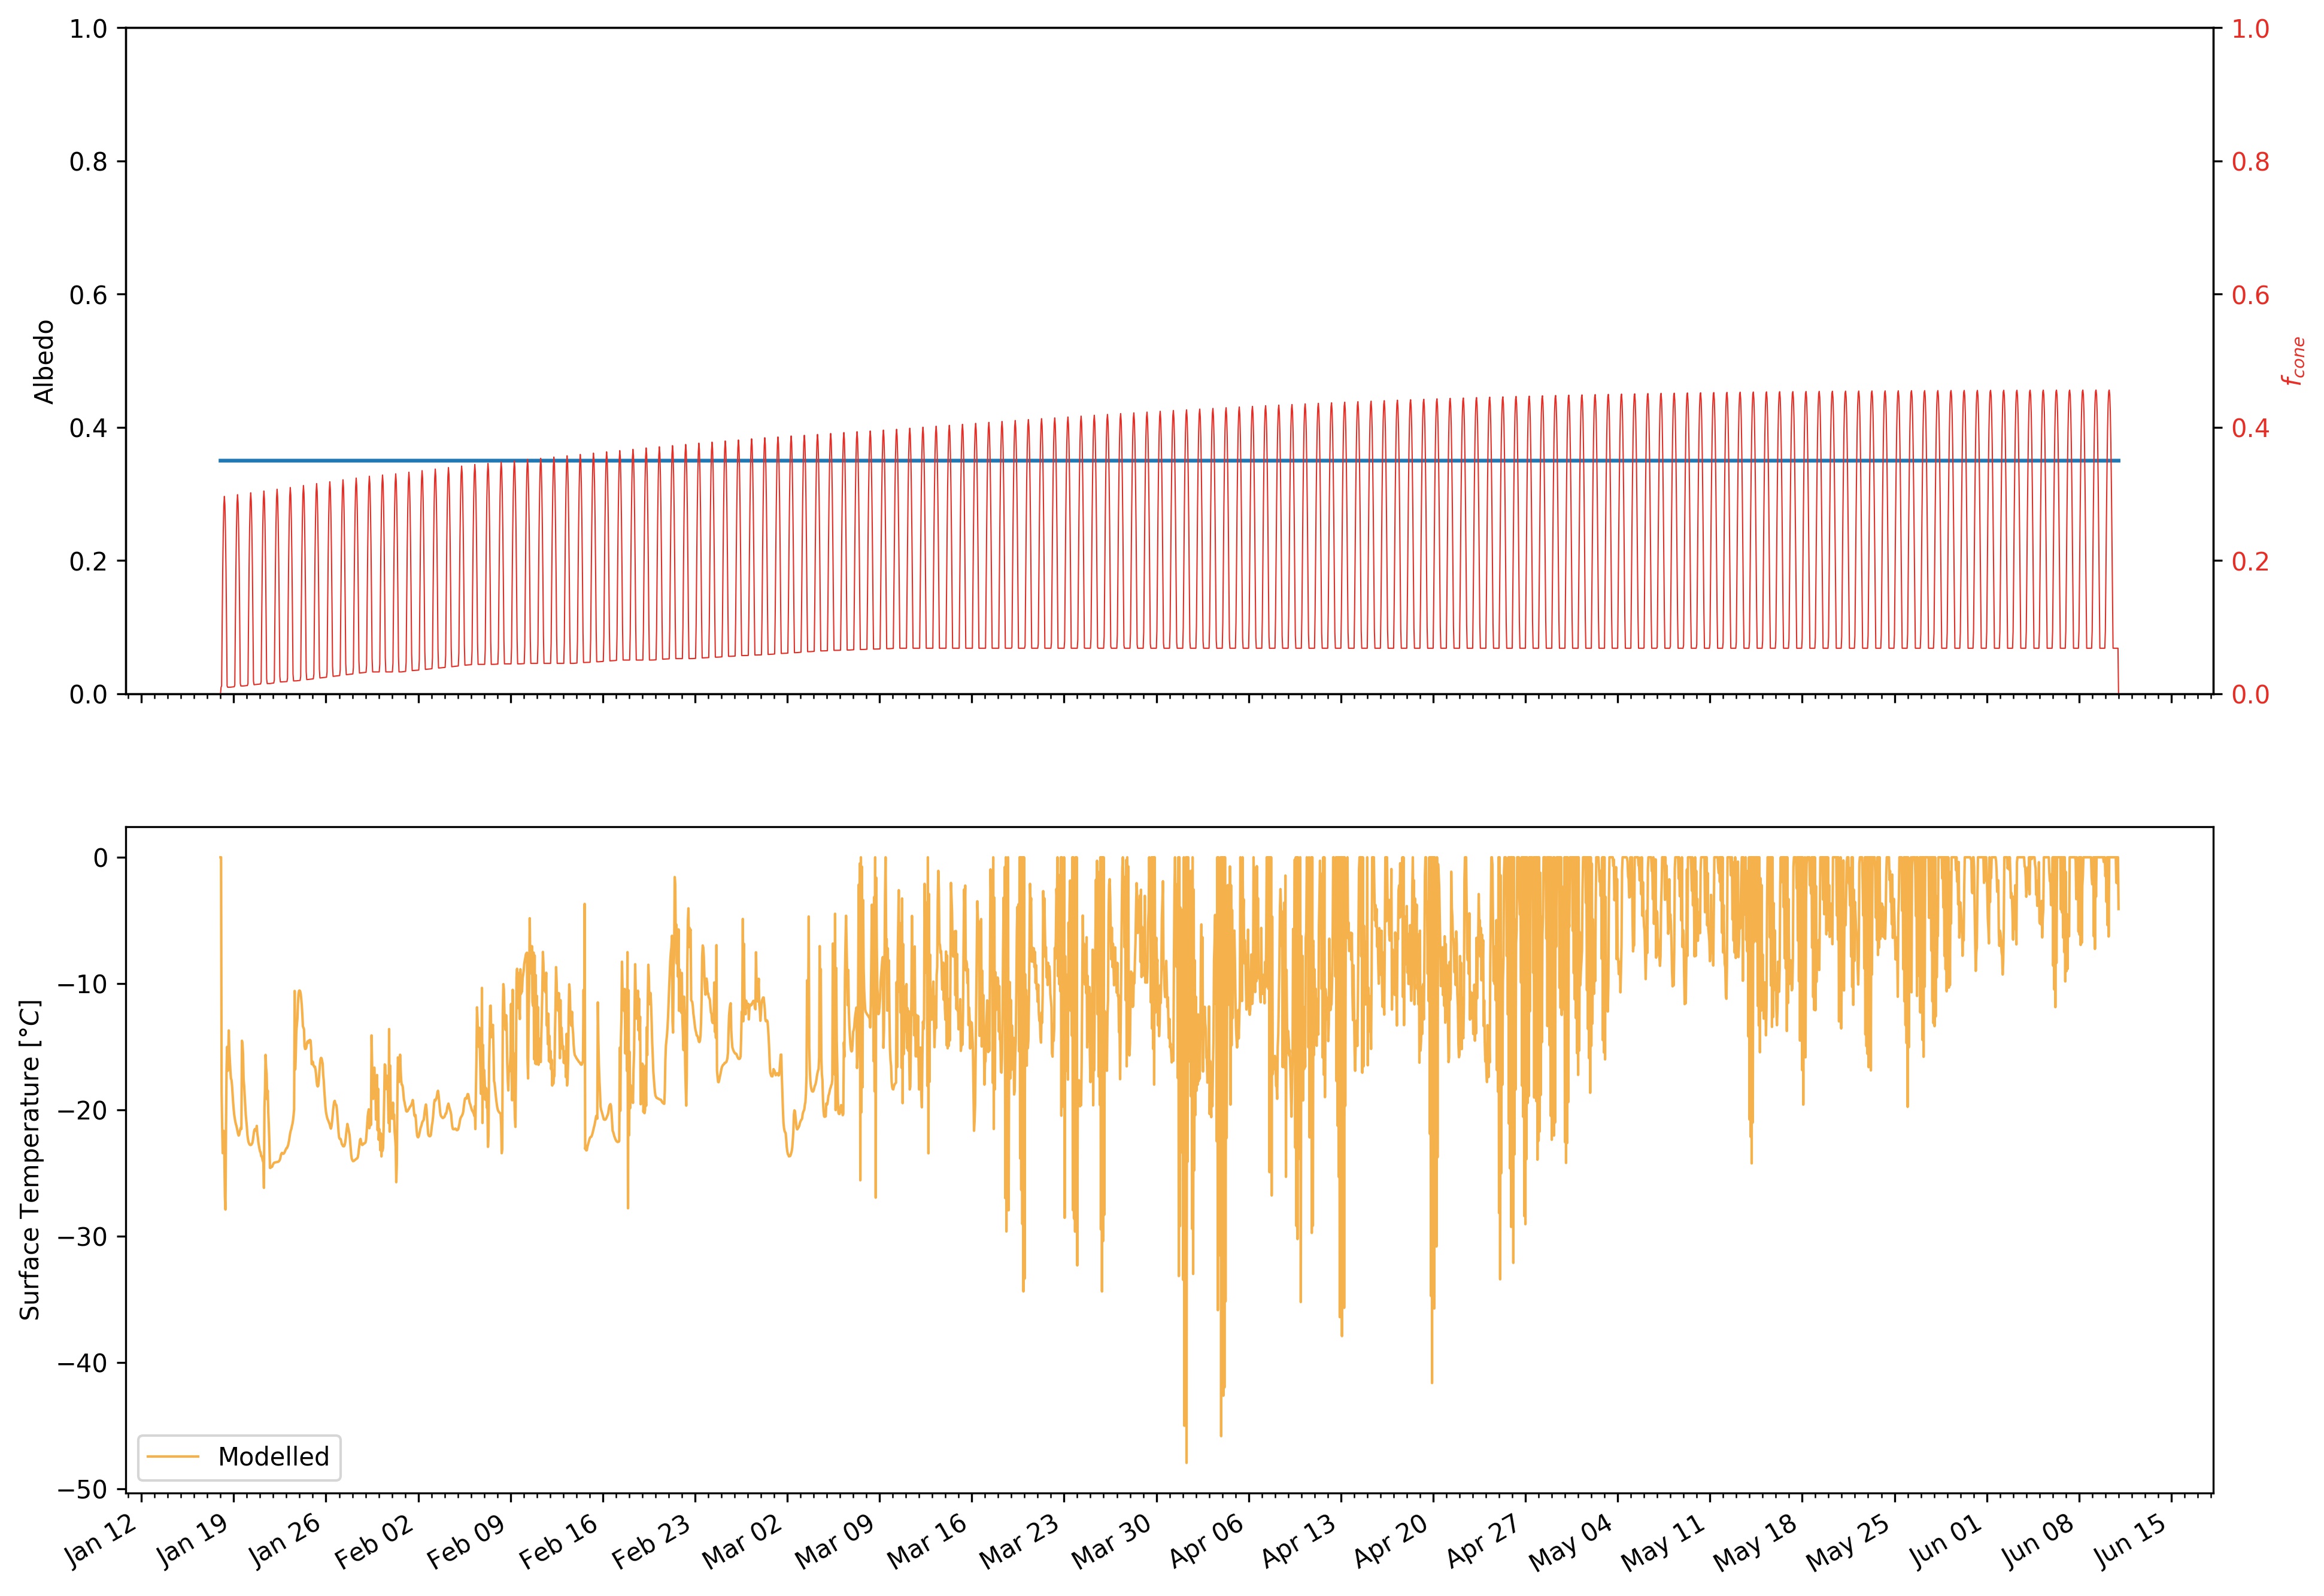 1.0
0.8
0.6
0.4
0.2
0.0
Albedo
1.0
0.8
0.6
0.4
0.2
0.0
f_cone
0
−10
−20
−30
−40
−50
Surface Temperature [°C]
Modelled
Jan 12
Jan 19
Jan 26
Feb 02
Feb 09
Feb 16
Feb 23
Mar 02
Mar 09
Mar 16
Mar 23
Mar 30
Apr 06
Apr 13
Apr 20
Apr 27
May 04
May 11
May 18
May 25
Jun 01
Jun 08
Jun 15